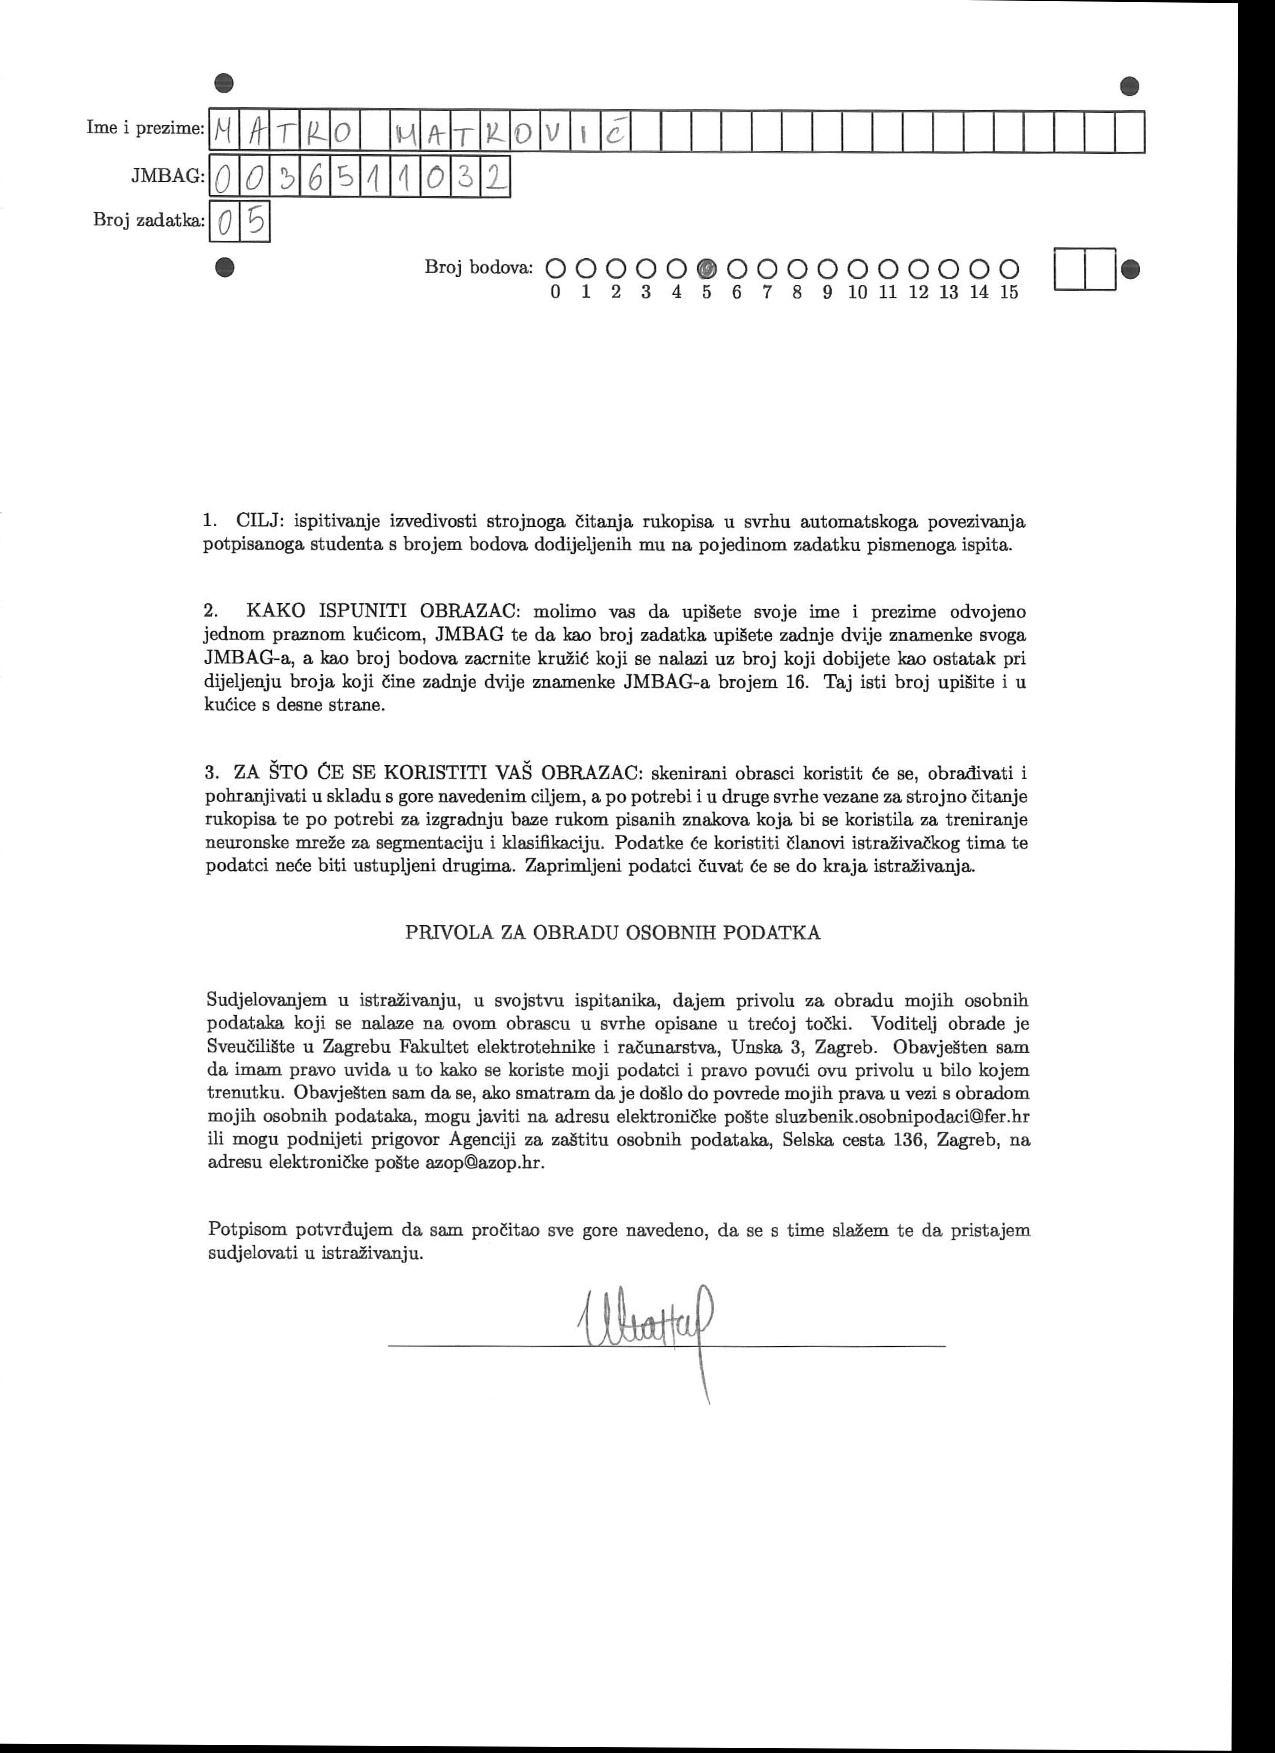 Ime i prezime: MATKO MATKOVIĆ
JMBAG: 0036511032
Broj zadatka: 05
Broj bodova:
0 1 2 3 4 5 6 7 8 9 10 11 12 13 14 15
1. CILJ: ispitivanje izvedivosti strojnoga čitanja rukopisa u svrhu automatskoga povezivanja
potpisanoga studenta s brojem bodova dodijeljenih mu na pojedinom zadatku pismenoga ispita.
2. KAKO ISPUNITI OBRAZAC: molimo vas da upišete svoje ime i prezime odvojeno
jednom praznom kućicom, JMBAG te da kao broj zadatka upišete zadnje dvije znamenke svoga
JMBAG-a, a kao broj bodova zacrnite kružić koji se nalazi uz broj koji dobijete kao ostatak pri
dijeljenju broja koji čine zadnje dvije znamenke JMBAG-a brojem 16. Taj isti broj upišite i u
kućice s desne strane.
3. ZA ŠTO ĆE SE KORISTITI VAŠ OBRAZAC: skenirani obrasci koristit će se, obrađivati i
pohranjivati u skladu s gore navedenim ciljem, a po potrebi i u druge svrhe vezane za strojno čitanje
rukopisa te po potrebi za izgradnju baze rukom pisanih znakova koja bi se koristila za treniranje
neuronske mreže za segmentaciju i klasifikaciju. Podatke će koristiti članovi istraživačkog tima te
podatci neće biti ustupljeni drugima. Zaprimljeni podatci čuvat će se do kraja istraživanja.
PRIVOLA ZA OBRADU OSOBNIH PODATKA
Sudjelovanjem u istraživanju, u svojstvu ispitanika, dajem privolu za obradu mojih osobnih
podataka koji se nalaze na ovom obrascu u svrhe opisane u trećoj točki. Voditelj obrade je
Sveučilište u Zagrebu Fakultet elektrotehnike i računarstva, Unska 3, Zagreb. Obavješten sam
da imam pravo uvida u to kako se koriste moji podatci i pravo povući ovu privolu u bilo kojem
trenutku. Obavješten sam da se, ako smatram da je došlo do povrede mojih prava u vezi s obradom
mojih osobnih podataka, mogu javiti na adresu elektroničke pošte sluzbenik.osobnipodaci@fer.hr
ili mogu podnijeti prigovor Agenciji za zaštitu osobnih podataka, Selska cesta 136, Zagreb, na
adresu elektroničke pošte azop@azop.hr.
Potpisom potvrđujem da sam pročitao sve gore navedeno, da se s time slažem te da pristajem
sudjelovati u istraživanju.